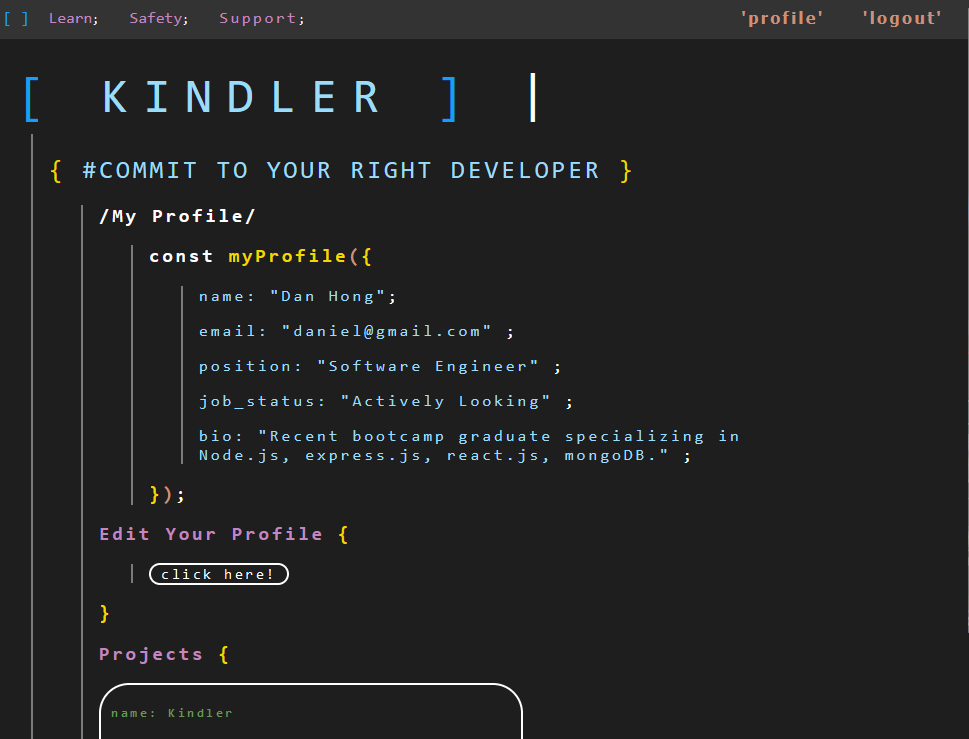 [ ] Learn; Safety; Support; 'profile' 'logout'
[ KINDLER ] |
{ #COMMIT TO YOUR RIGHT DEVELOPER }
/My Profile/
const myProfile({
name: "Dan Hong";
email: "daniel@gmail.com" ;
position: "Software Engineer" ;
job_status: "Actively Looking" ;
bio: "Recent bootcamp graduate specializing in
Node.js, express.js, react.js, mongoDB." ;
});
Edit Your Profile {
click here!
}
Projects {
name: Kindler